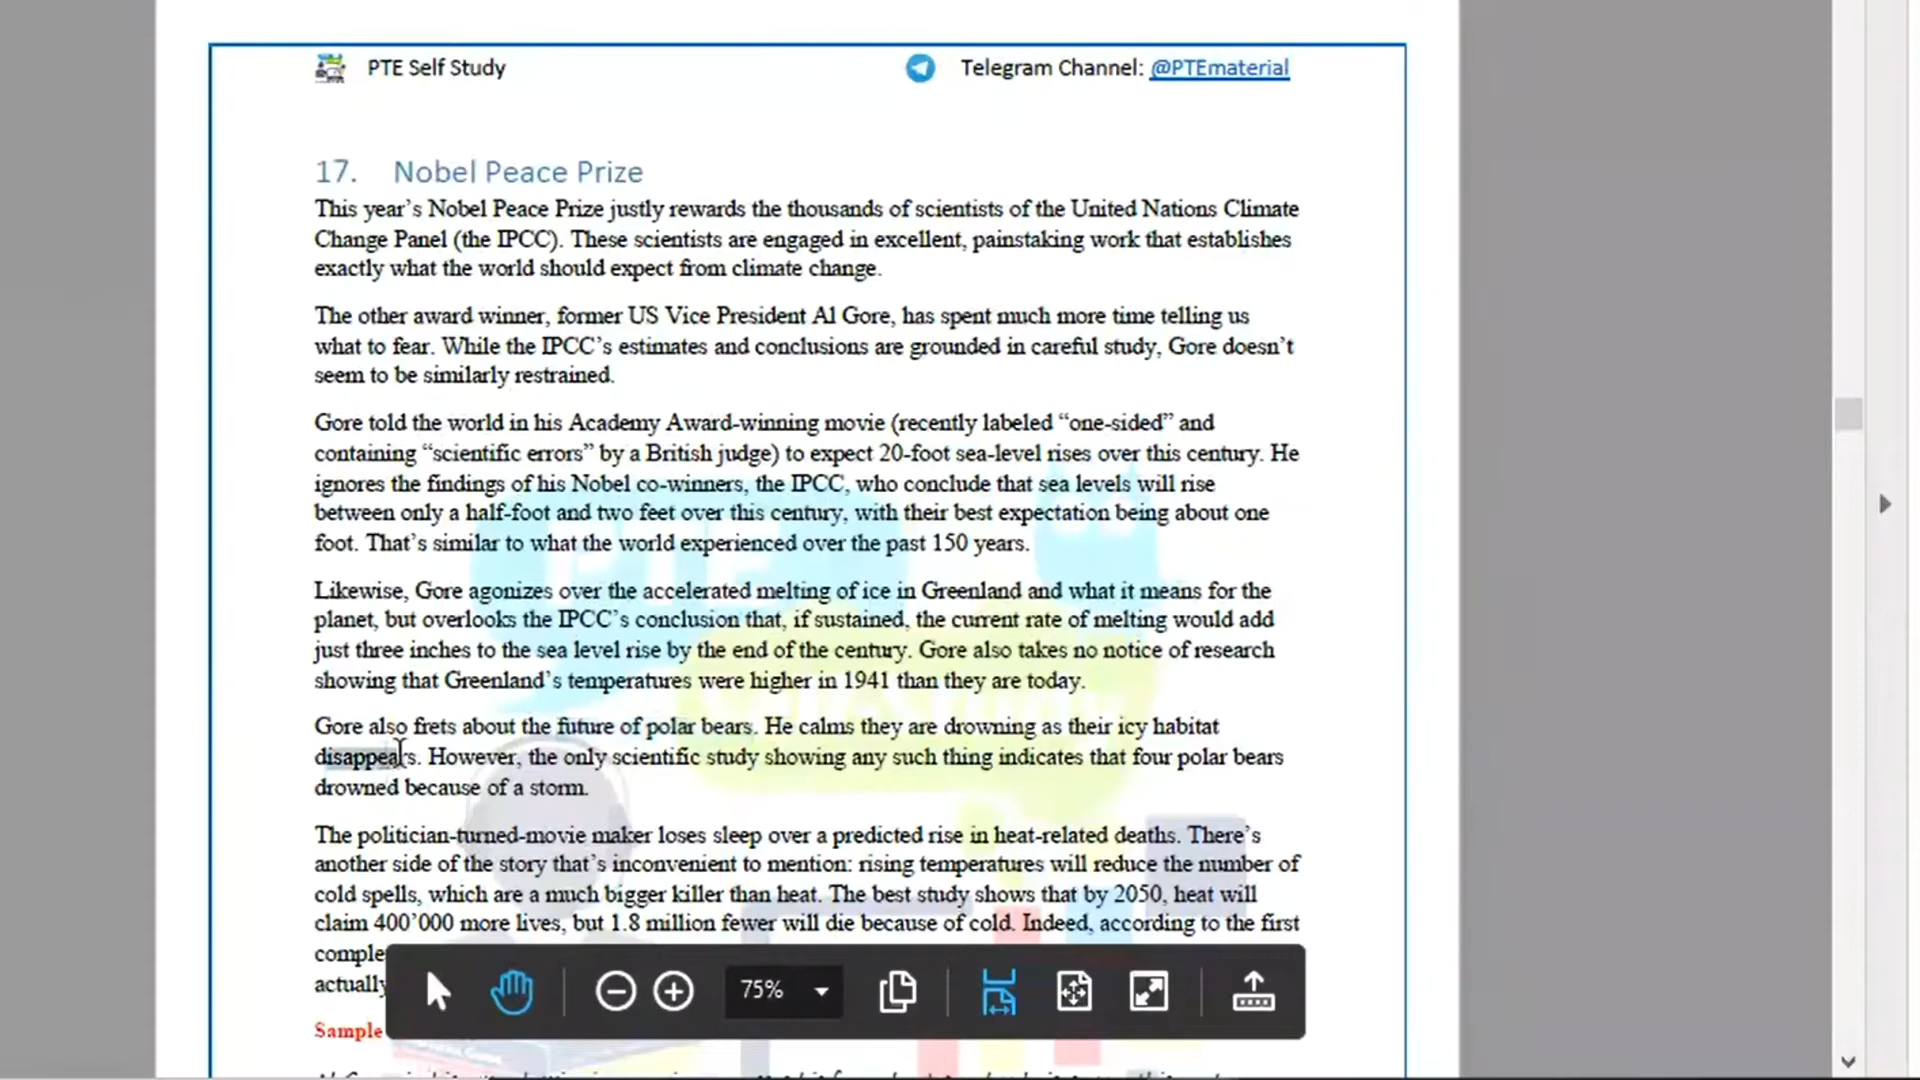 PTE Self Study
Telegram Channel: @PTEmaterial
17. Nobel Peace Prize
This year’s Nobel Peace Prize justly rewards the thousands of scientists of the United Nations Climate
Change Panel (the IPCC). These scientists are engaged in excellent, painstaking work that establishes
exactly what the world should expect from climate change.
The other award winner, former US Vice President Al Gore, has spent much more time telling us
what to fear. While the IPCC’s estimates and conclusions are grounded in careful study, Gore doesn’t
seem to be similarly restrained.
Gore told the world in his Academy Award-winning movie (recently labeled “one-sided” and
containing “scientific errors” by a British judge) to expect 20-foot sea-level rises over this century. He
ignores the findings of his Nobel co-winners, the IPCC, who conclude that sea levels will rise
between only a half-foot and two feet over this century, with their best expectation being about one
foot. That’s similar to what the world experienced over the past 150 years.
Likewise, Gore agonizes over the accelerated melting of ice in Greenland and what it means for the
planet, but overlooks the IPCC’s conclusion that, if sustained, the current rate of melting would add
just three inches to the sea level rise by the end of the century. Gore also takes no notice of research
showing that Greenland’s temperatures were higher in 1941 than they are today.
Gore also frets about the future of polar bears. He calms they are drowning as their icy habitat
disappears. However, the only scientific study showing any such thing indicates that four polar bears
drowned because of a storm.
The politician-turned-movie maker loses sleep over a predicted rise in heat-related deaths. There’s
another side of the story that’s inconvenient to mention: rising temperatures will reduce the number of
cold spells, which are a much bigger killer than heat. The best study shows that by 2050, heat will
claim 400’000 more lives, but 1.8 million fewer will die because of cold. Indeed, according to the first
comple
actually
Sample
75%